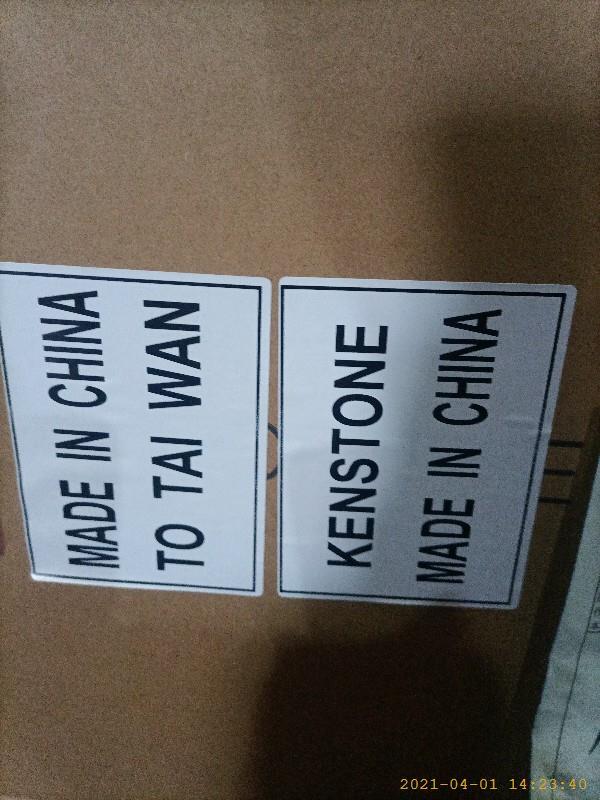 MADE IN CHINA
TO TAI WAN
KENSTONE
MADE IN CHINA
2021-04-01 14:23:40